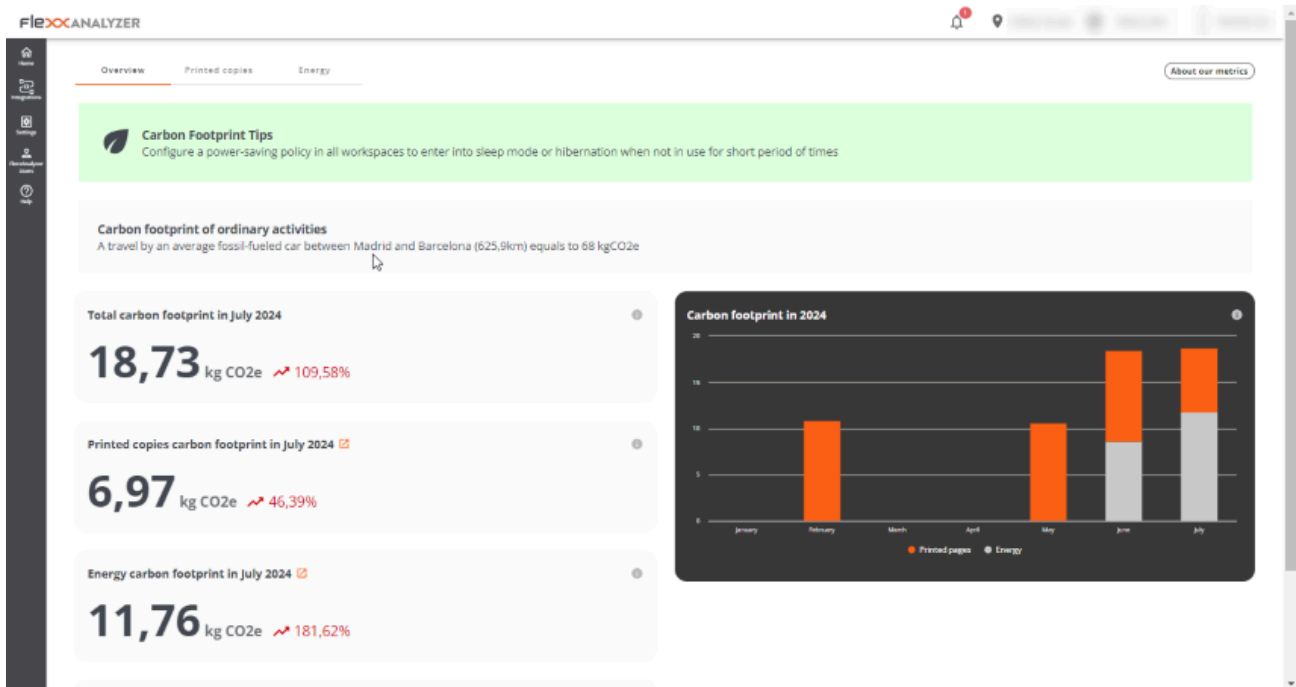 FlexxANALYZER
1
Home
Integrations
Settings
FlexxAnalyzer
Users
Help
Overview
Printed copies
Energy
About our metrics
Carbon Footprint Tips
Configure a power-saving policy in all workspaces to enter into sleep mode or hibernation when not in use for short period of times
Carbon footprint of ordinary activities
A travel by an average fossil-fueled car between Madrid and Barcelona (625,9km) equals to 68 kgCO2e
Total carbon footprint in July 2024
18,73 kg CO2e 109,58%
Printed copies carbon footprint in July 2024
6,97 kg CO2e 46,39%
Energy carbon footprint in July 2024
11,76 kg CO2e 181,62%
Carbon footprint in 2024
20
15
10
5
0
January February March April May June July
Printed pages Energy